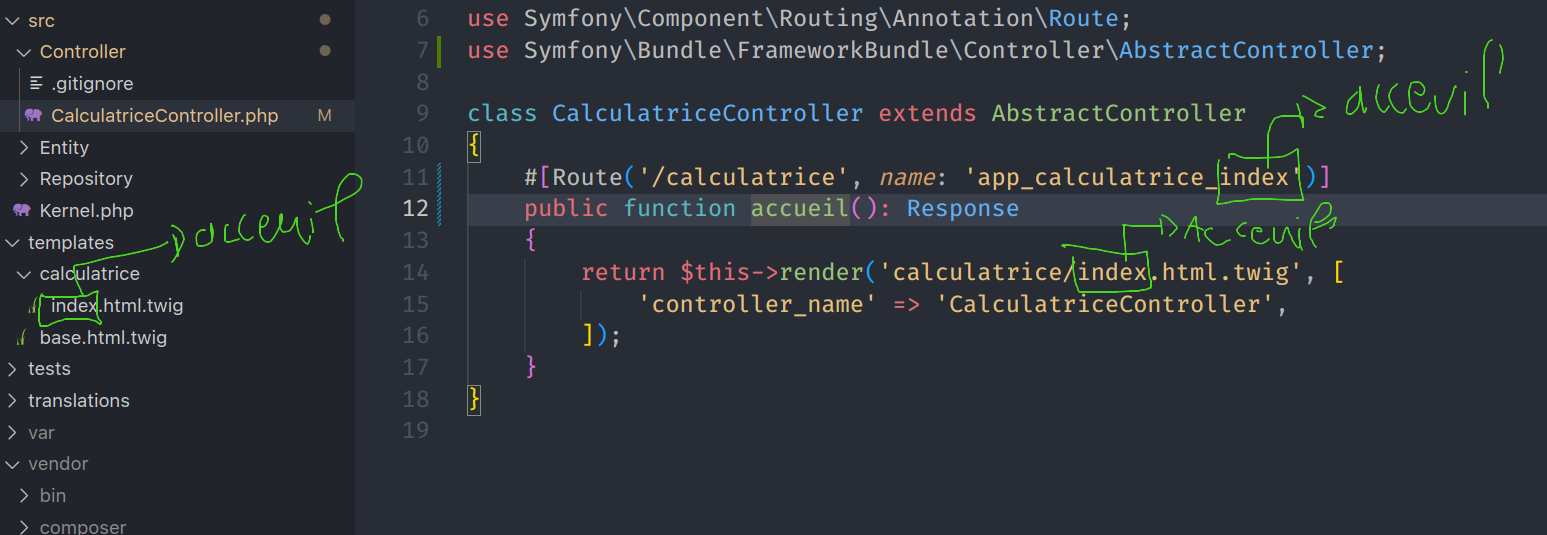 src
Controller
.gitignore
CalculatriceController.php M
Entity
Repository
Kernel.php
templates
calculatrice
index.html.twig
base.html.twig
tests
translations
var
vendor
bin
composer
accueil
6 use Symfony\Component\Routing\Annotation\Route;
7 use Symfony\Bundle\FrameworkBundle\Controller\AbstractController;
8
9 class CalculatriceController extends AbstractController
10 {
11 #[Route('/calculatrice', name: 'app_calculatrice_index')]
12 public function accueil(): Response
13 {
14 return $this->render('calculatrice/index.html.twig', [
15 'controller_name' => 'CalculatriceController',
16 ]);
17 }
18 }
19
accueil
Accueil